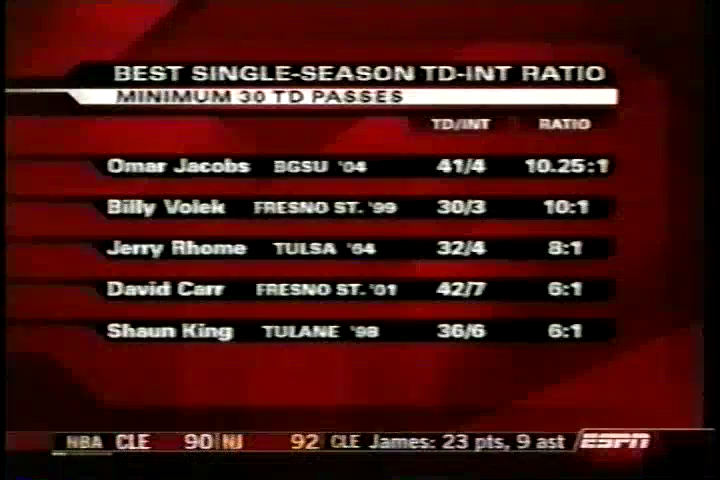 BEST SINGLE-SEASON TD-INT RATIO
MINIMUM 30 TD PASSES
TD/INT RATIO
Omar Jacobs BGSU '04 41/4 10.25:1
Billy Volek FRESNO ST. '99 30/3 10:1
Jerry Rhome TULSA '64 32/4 8:1
David Carr FRESNO ST. '01 42/7 6:1
Shaun King TULANE '98 36/6 6:1
NBA CLE 90 NJ 92 CLE James: 23 pts, 9 ast ESPN